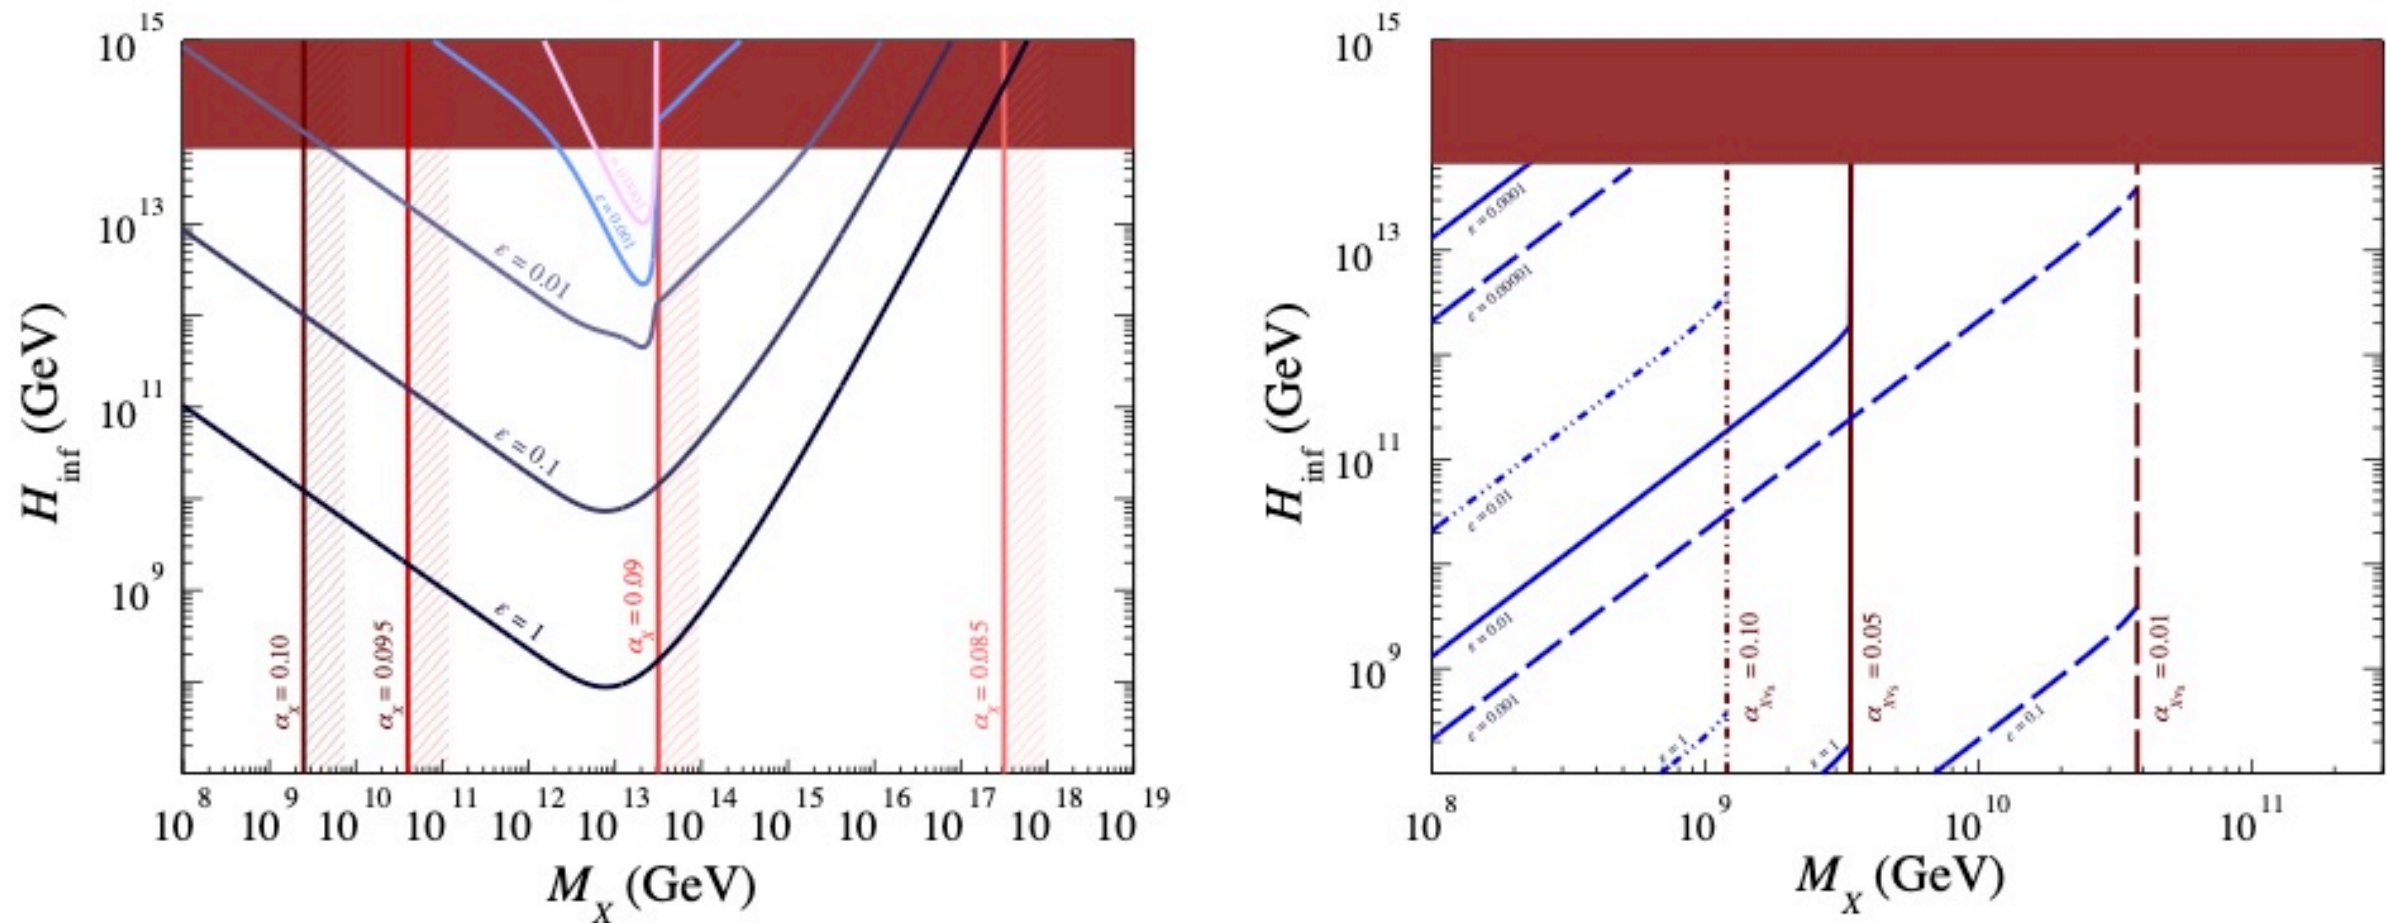 10^15
10^13
10^11
10^9
H_inf (GeV)
ε = 0.0001
ε = 0.001
ε = 0.01
ε = 0.1
ε = 1
α_X = 0.10
α_X = 0.095
α_X = 0.09
α_X = 0.085
10^8 10^9 10^10 10^11 10^12 10^13 10^14 10^15 10^16 10^17 10^18 10^19
M_X (GeV)
10^15
10^13
10^11
10^9
H_inf (GeV)
ε = 0.0001
ε = 0.00001
ε = 0.01
ε = 0.01
ε = 0.001
ε = 1
ε = 1
ε = 0.1
α_Xν_s = 0.10
α_Xν_s = 0.05
α_Xν_s = 0.01
10^8 10^9 10^10 10^11
M_X (GeV)